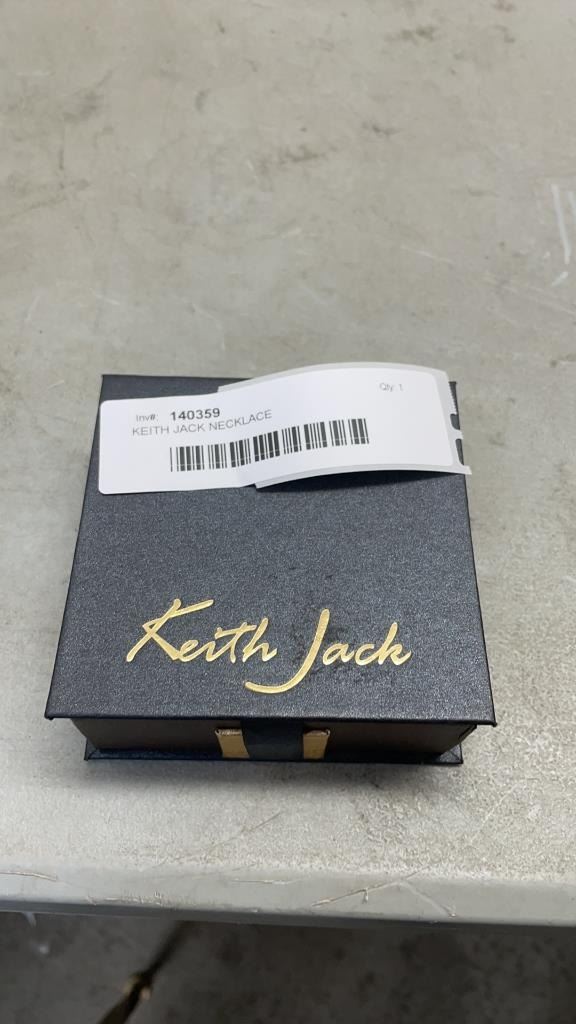 Qty: 1
Inv#: 140359
KEITH JACK NECKLACE
Keith Jack